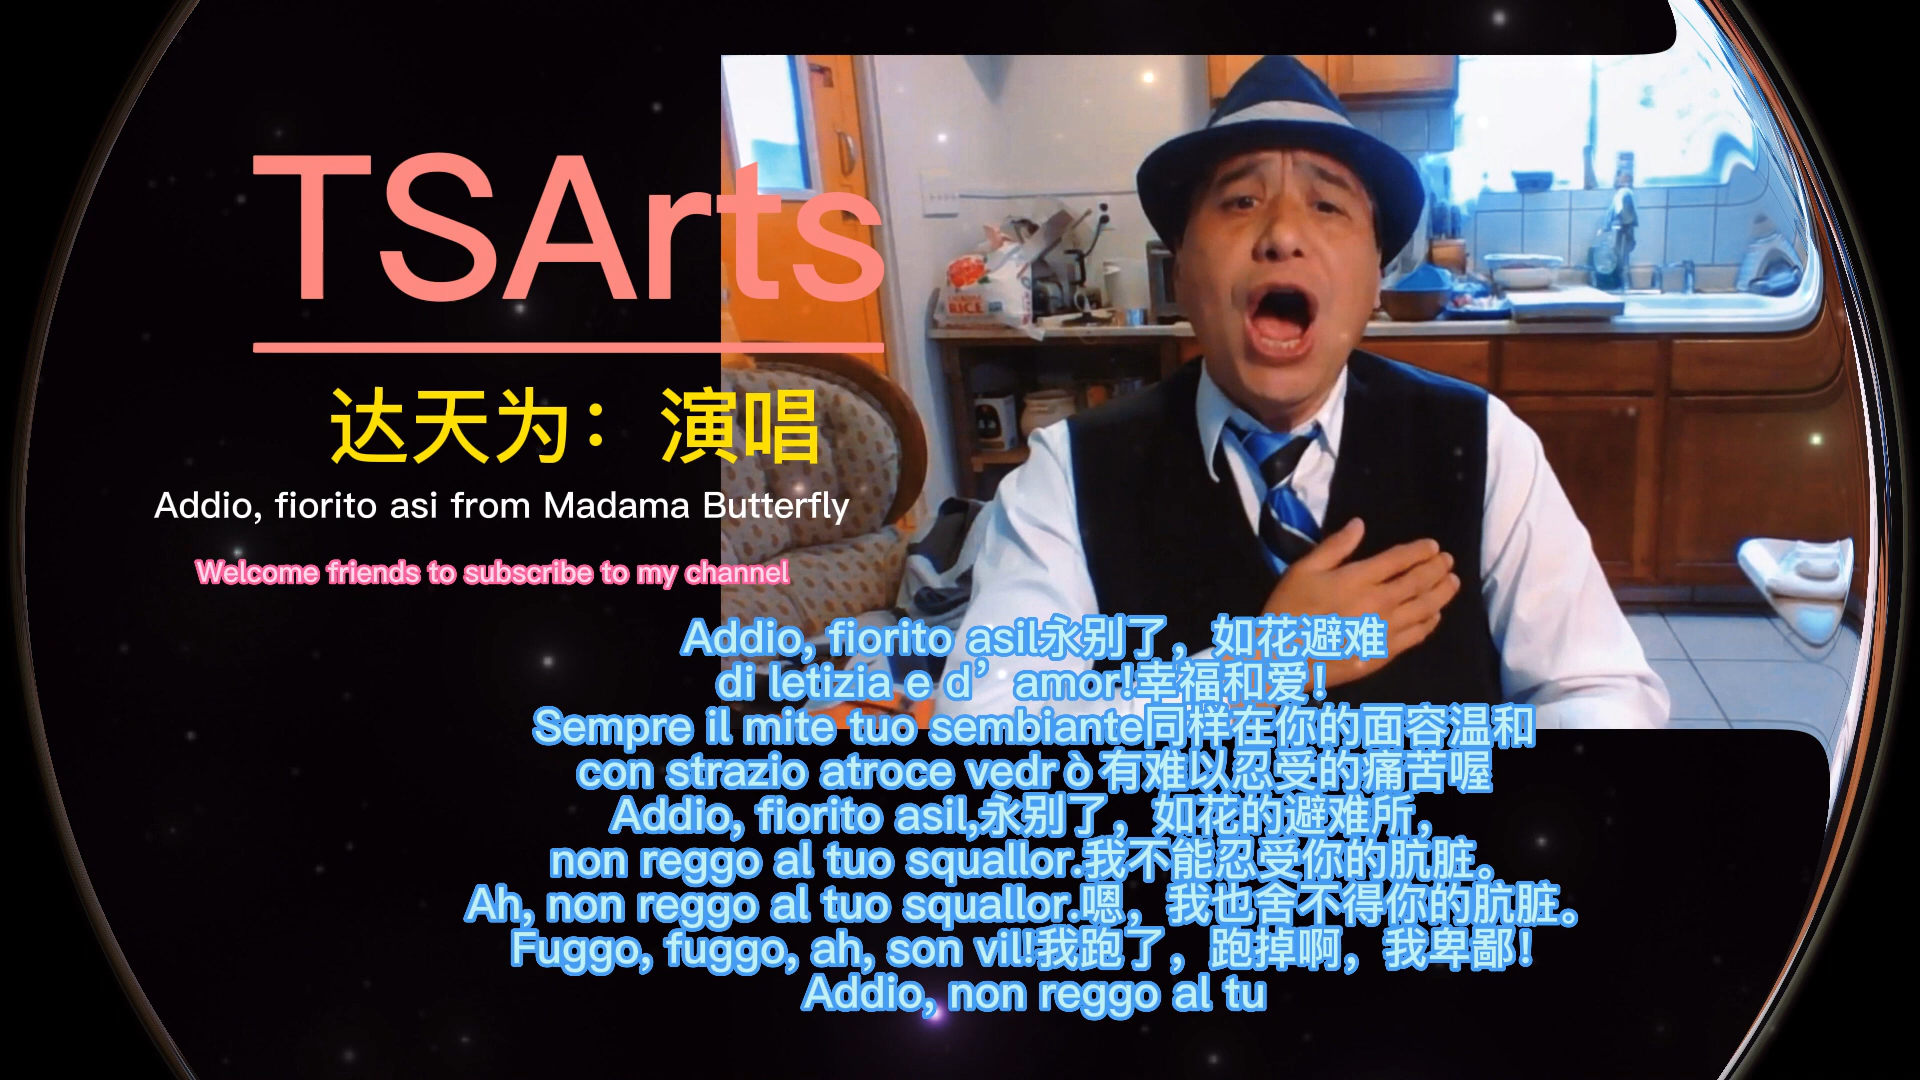 TSArts
达天为：演唱
Addio, fiorito asi from Madama Butterfly
Welcome friends to subscribe to my channel
RICE
Addio, fiorito asil永别了，如花避难
di letizia e d’amor!幸福和爱！
Sempre il mite tuo sembiante同样在你的面容温和
con strazio atroce vedrò有难以忍受的痛苦喔
Addio, fiorito asil,永别了，如花的避难所，
non reggo al tuo squallor.我不能忍受你的肮脏。
Ah, non reggo al tuo squallor.嗯，我也舍不得你的肮脏。
Fuggo, fuggo, ah, son vil!我跑了，跑掉啊，我卑鄙！
Addio, non reggo al tu